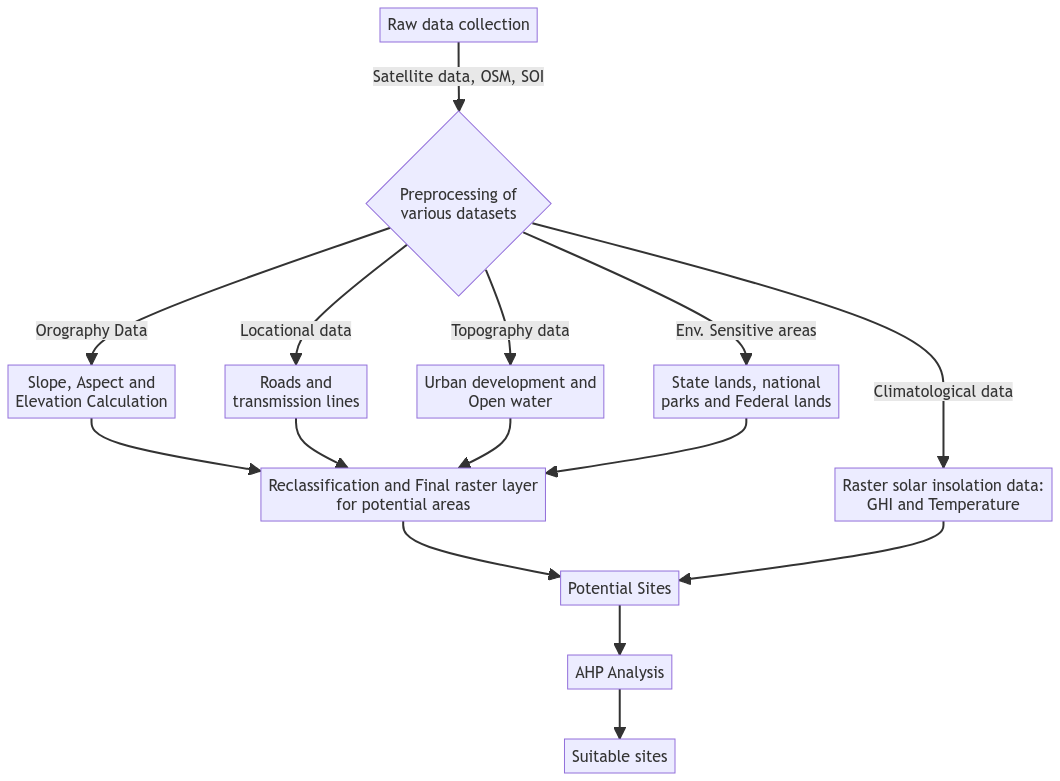 Raw data collection
Satellite data, OSM, SOI
Preprocessing of
various datasets
Orography Data
Locational data
Topography data
Env. Sensitive areas
Climatological data
Slope, Aspect and
Elevation Calculation
Roads and
transmission lines
Urban development and
Open water
State lands, national
parks and Federal lands
Reclassification and Final raster layer
for potential areas
Raster solar insolation data:
GHI and Temperature
Potential Sites
AHP Analysis
Suitable sites